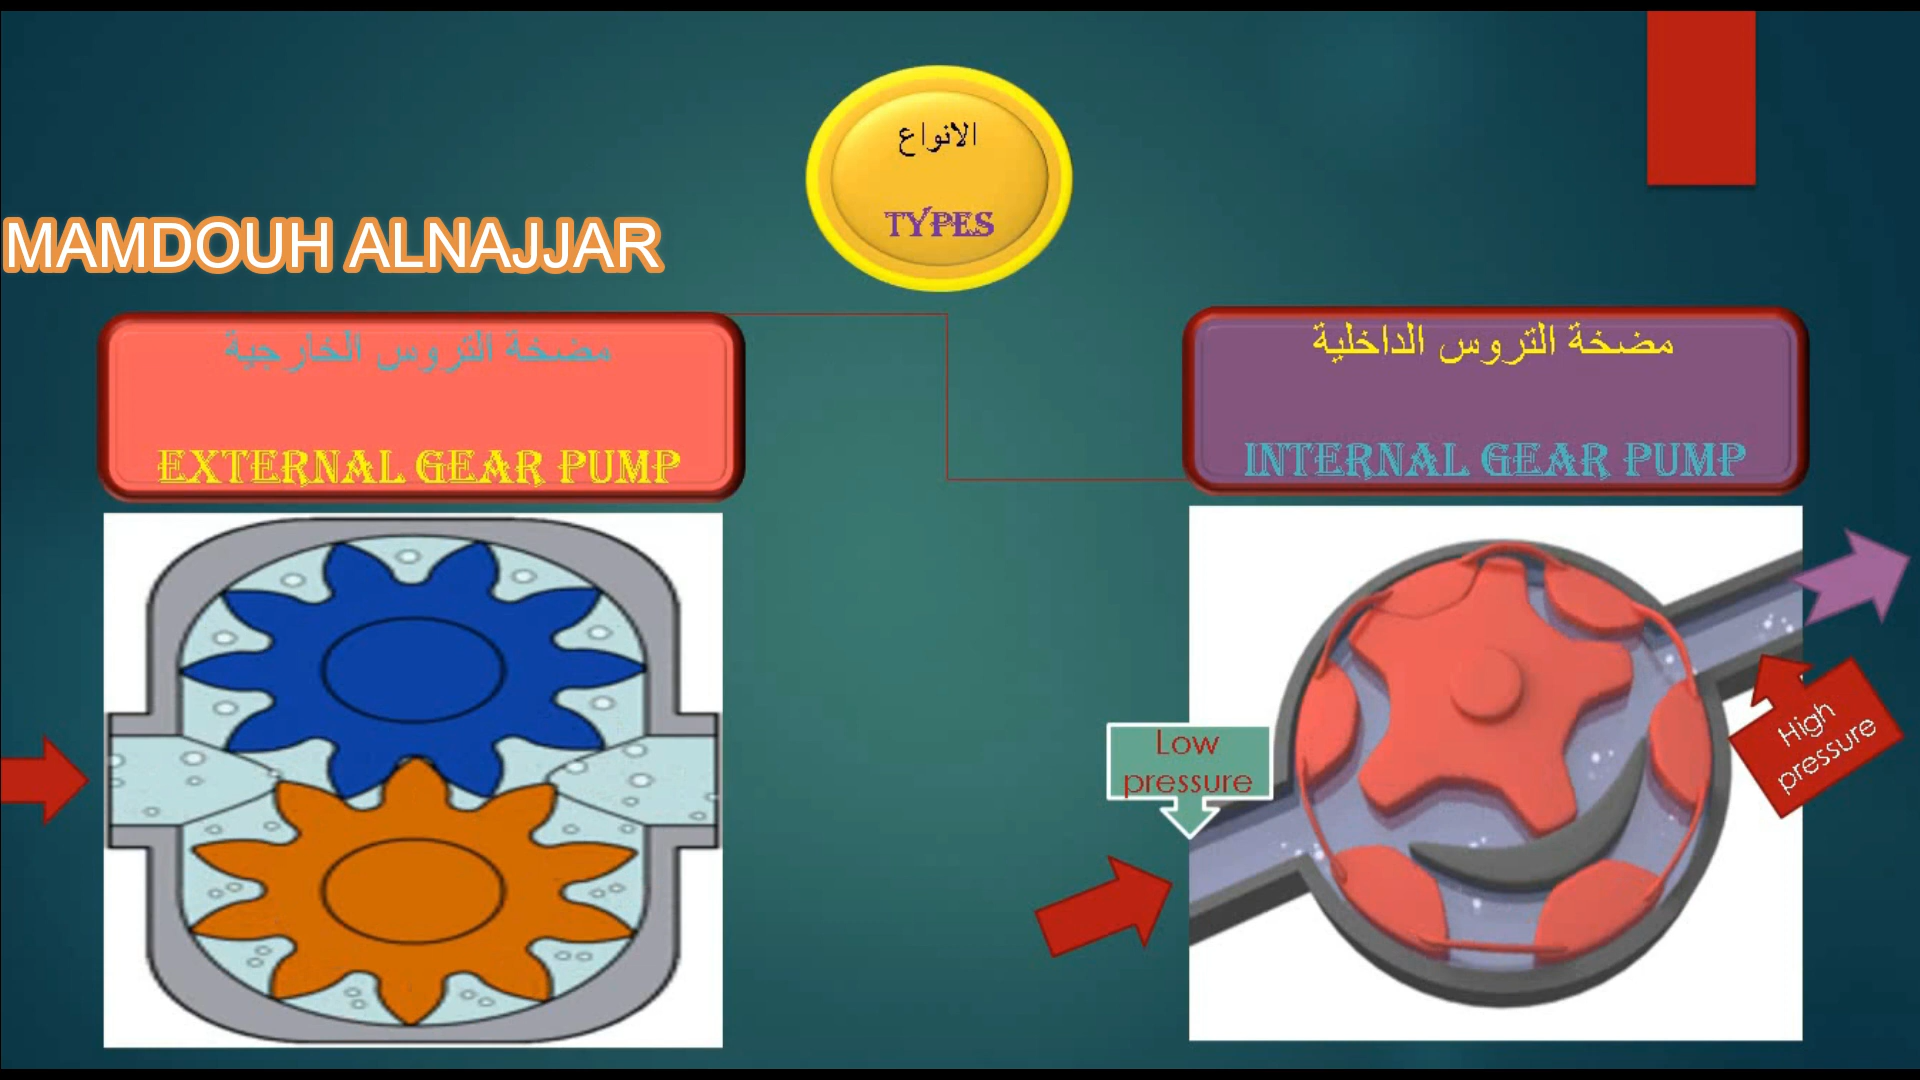 الانواع
TYPES
MAMDOUH ALNAJJAR
مضخة التروس الخارجية
EXTERNAL GEAR PUMP
مضخة التروس الداخلية
INTERNAL GEAR PUMP
Low
pressure
High
pressure